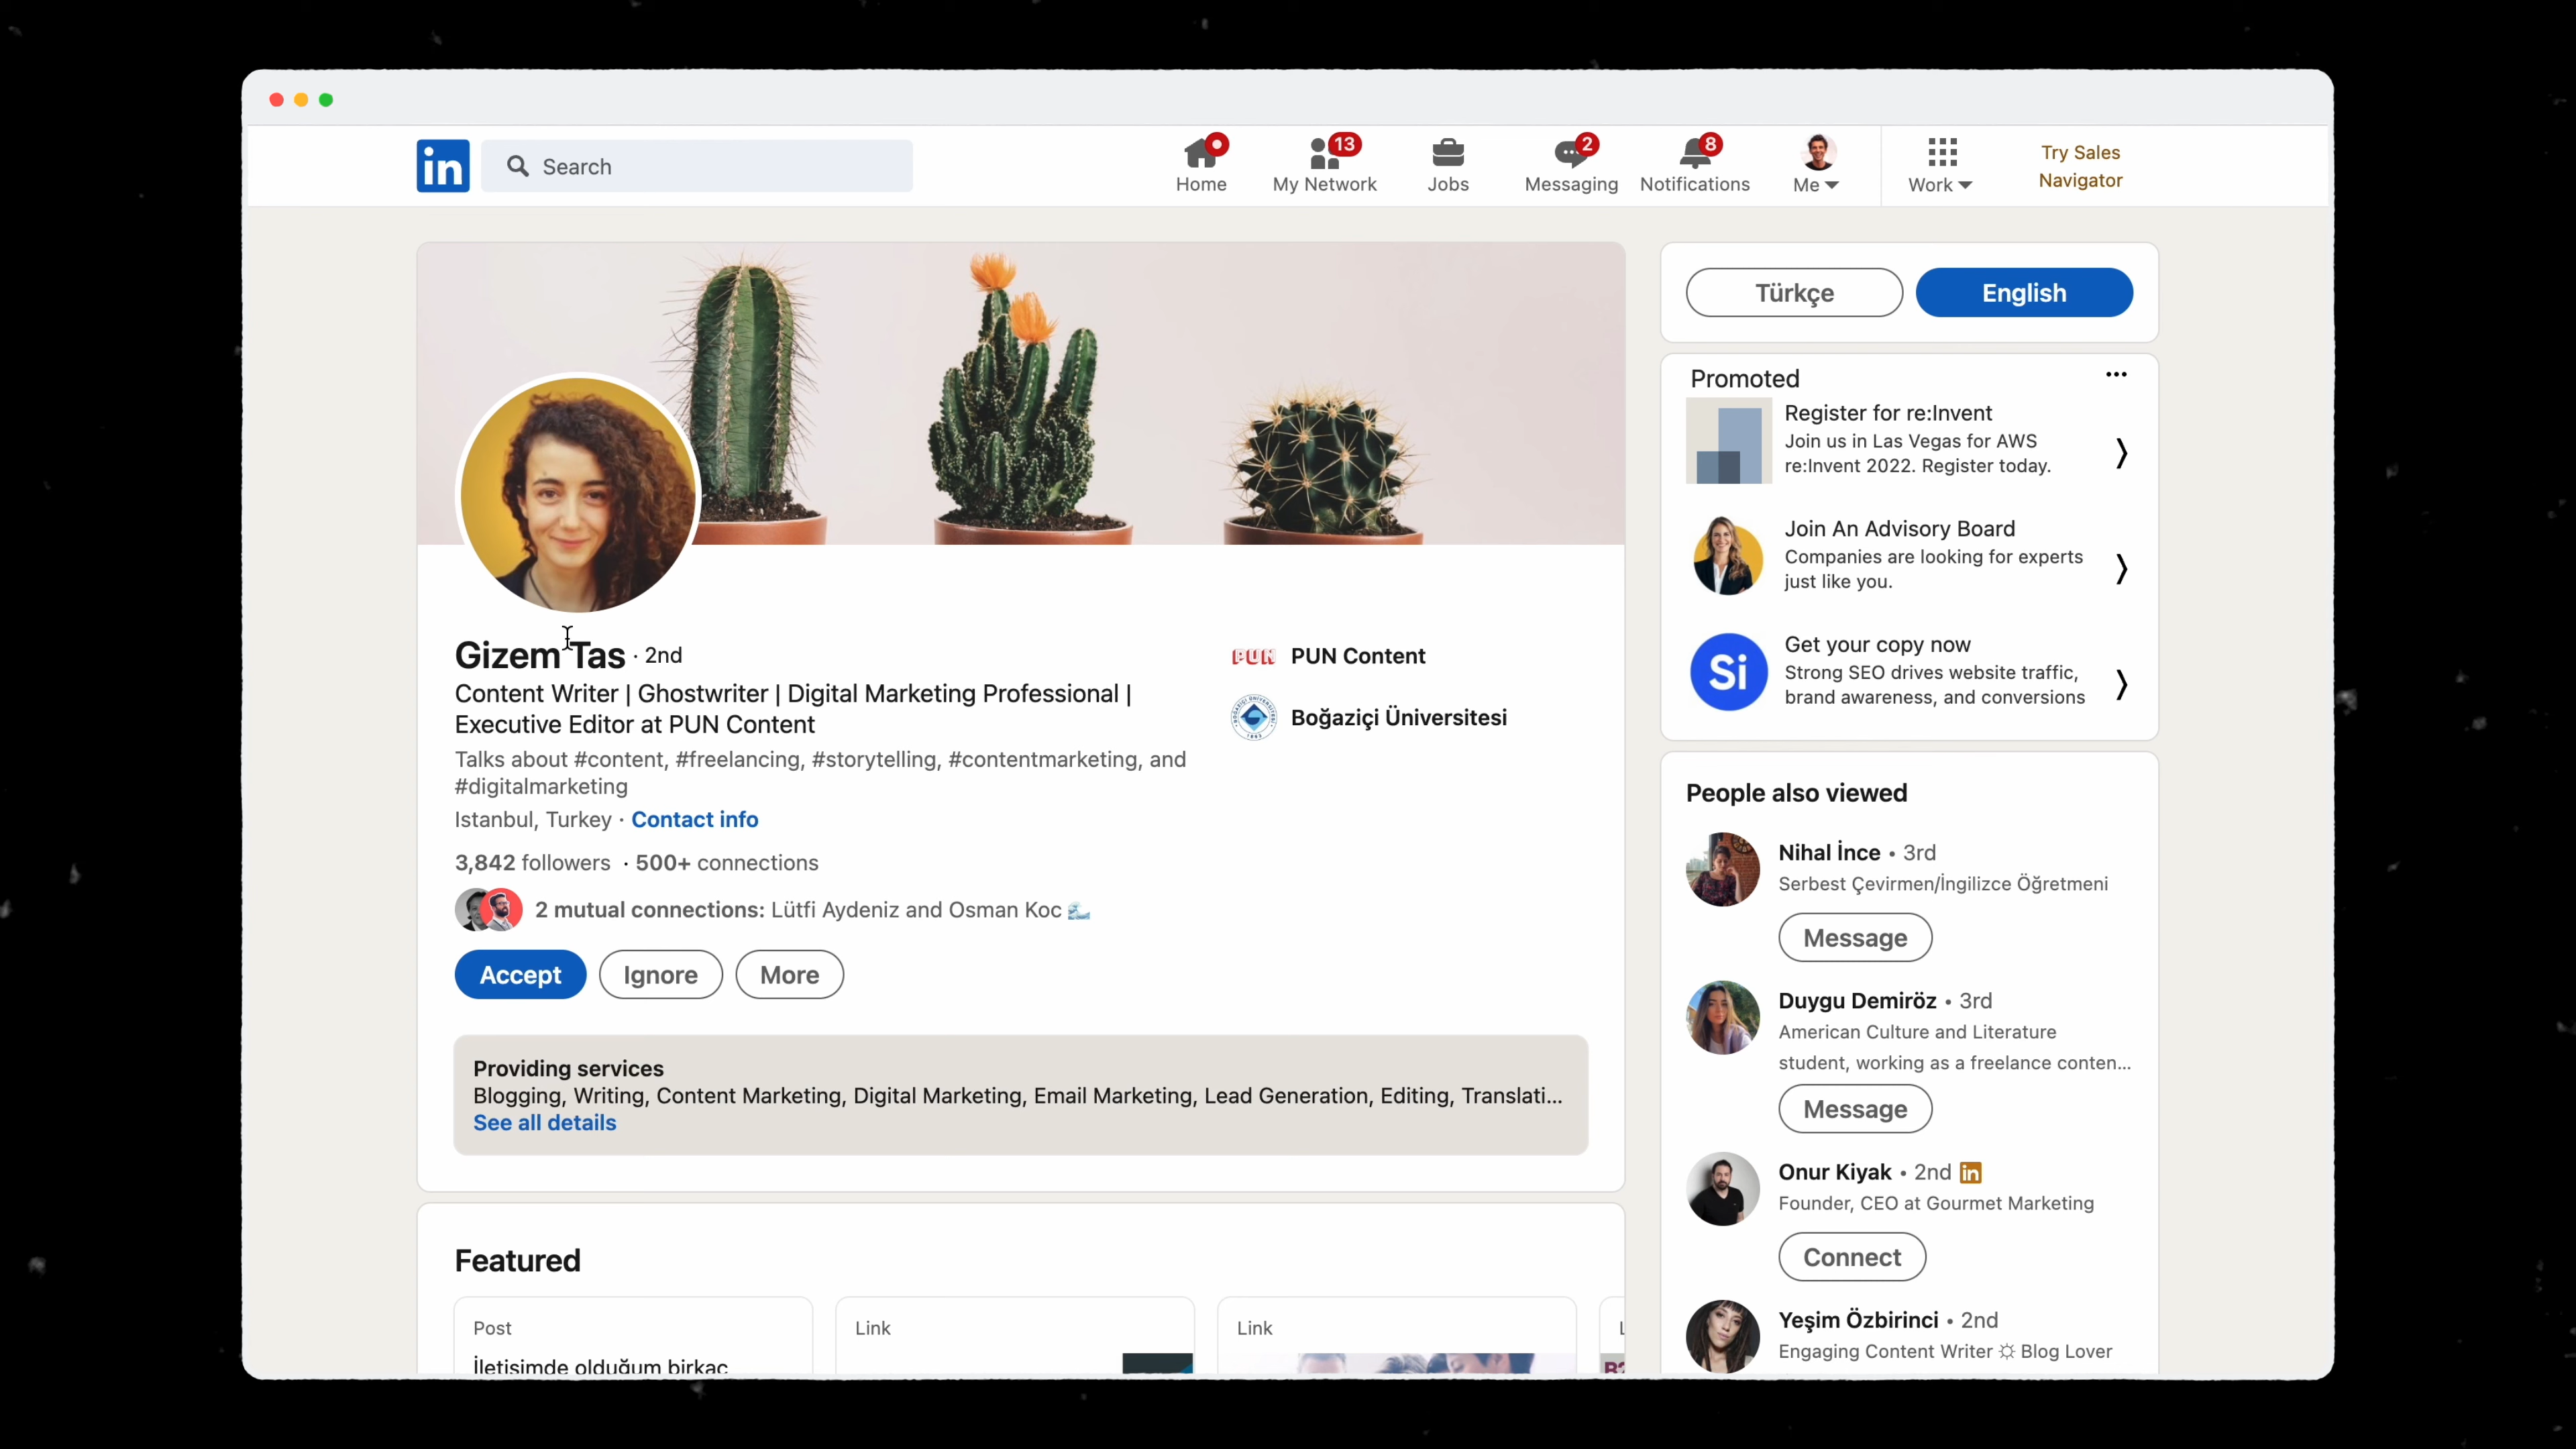 in
Search
Home
13
My Network
Jobs
2
Messaging
8
Notifications
Me
Work
Try Sales
Navigator
Türkçe
English
Gizem Tas · 2nd
Content Writer | Ghostwriter | Digital Marketing Professional |
Executive Editor at PUN Content
Talks about #content, #freelancing, #storytelling, #contentmarketing, and
#digitalmarketing
Istanbul, Turkey · Contact info
3,842 followers · 500+ connections
2 mutual connections: Lütfi Aydeniz and Osman Koc
Accept
Ignore
More
PUN
PUN Content
Boğaziçi Üniversitesi
Providing services
Blogging, Writing, Content Marketing, Digital Marketing, Email Marketing, Lead Generation, Editing, Translati...
See all details
Featured
Post
İletişimde olduğum birkaç
Link
Link
Promoted
Register for re:Invent
Join us in Las Vegas for AWS
re:Invent 2022. Register today.
Join An Advisory Board
Companies are looking for experts
just like you.
Si
Get your copy now
Strong SEO drives website traffic,
brand awareness, and conversions
People also viewed
Nihal İnce • 3rd
Serbest Çevirmen/İngilizce Öğretmeni
Message
Duygu Demiröz • 3rd
American Culture and Literature
student, working as a freelance conten...
Message
Onur Kiyak • 2nd in
Founder, CEO at Gourmet Marketing
Connect
Yeşim Özbirinci • 2nd
Engaging Content Writer ☼ Blog Lover